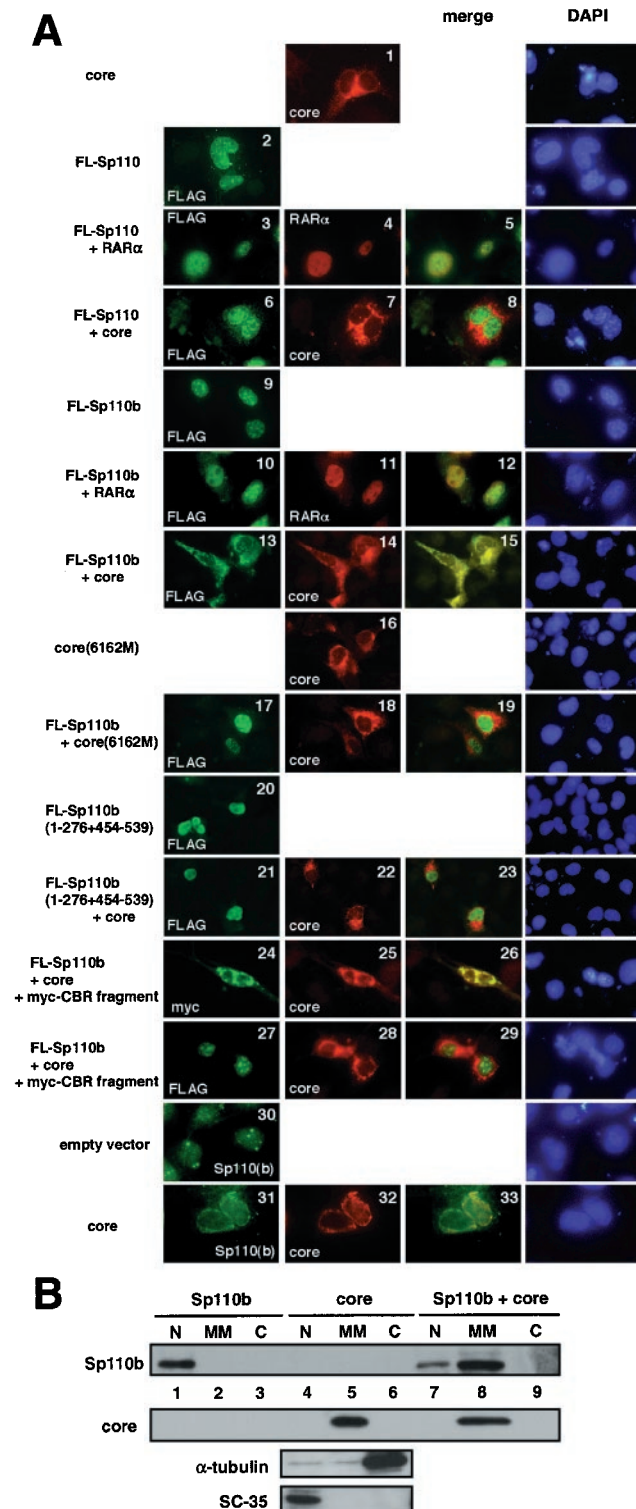 A
merge DAPI
core
1
core
FL-Sp110
2
FLAG
FL-Sp110
+ RARα
FLAG
3
RARα
4
5
FL-Sp110
+ core
6
FLAG
7
core
8
FL-Sp110b
9
FLAG
FL-Sp110b
+ RARα
10
FLAG
11
RARα
12
FL-Sp110b
+ core
13
FLAG
14
core
15
core(6162M)
16
core
FL-Sp110b
+ core(6162M)
17
FLAG
18
core
19
FL-Sp110b
(1-276+454-539)
20
FLAG
FL-Sp110b
(1-276+454-539)
+ core
21
FLAG
22
core
23
FL-Sp110b
+ core
+ myc-CBR fragment
24
myc
25
core
26
FL-Sp110b
+ core
+ myc-CBR fragment
27
FLAG
28
core
29
empty vector
30
Sp110(b)
core
31
Sp110(b)
32
core
33
B
Sp110b core Sp110b + core
N MM C N MM C N MM C
Sp110b
1 2 3 4 5 6 7 8 9
core
α-tubulin
SC-35